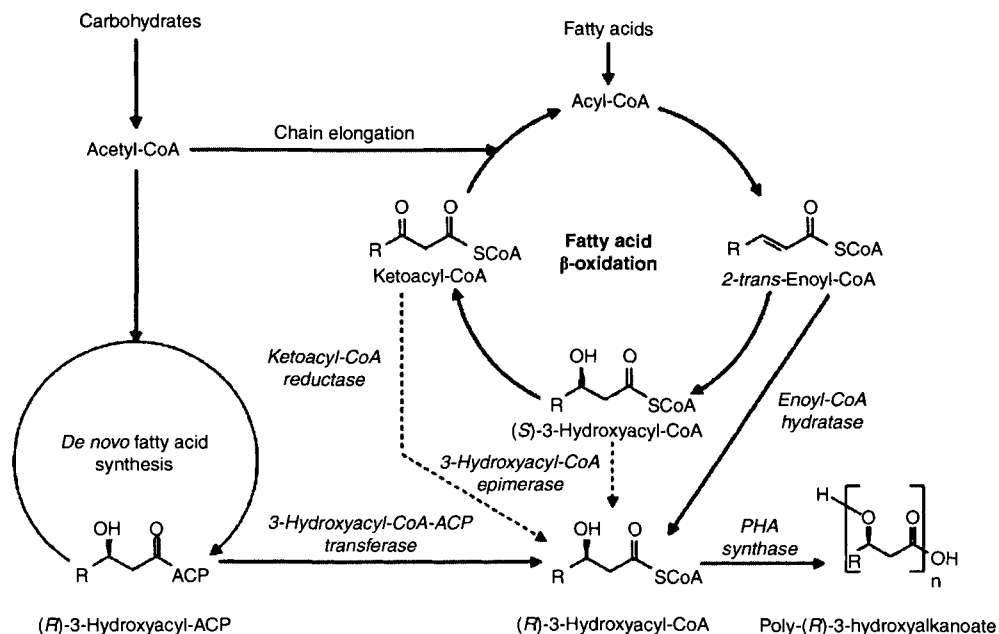 Carbohydrates
Fatty acids
Acyl-CoA
Acetyl-CoA
Chain elongation
O
O
R
SCoA
Ketoacyl-CoA
Fatty acid
β-oxidation
O
R
SCoA
2-trans-Enoyl-CoA
Ketoacyl-CoA
reductase
OH
O
R
SCoA
(S)-3-Hydroxyacyl-CoA
Enoyl-CoA
hydratase
De novo fatty acid
synthesis
3-Hydroxyacyl-CoA
epimerase
OH
O
R
ACP
(R)-3-Hydroxyacyl-ACP
3-Hydroxyacyl-CoA-ACP
transferase
OH
O
R
SCoA
(R)-3-Hydroxyacyl-CoA
PHA
synthase
H
O
O
R
OH
n
Poly-(R)-3-hydroxyalkanoate